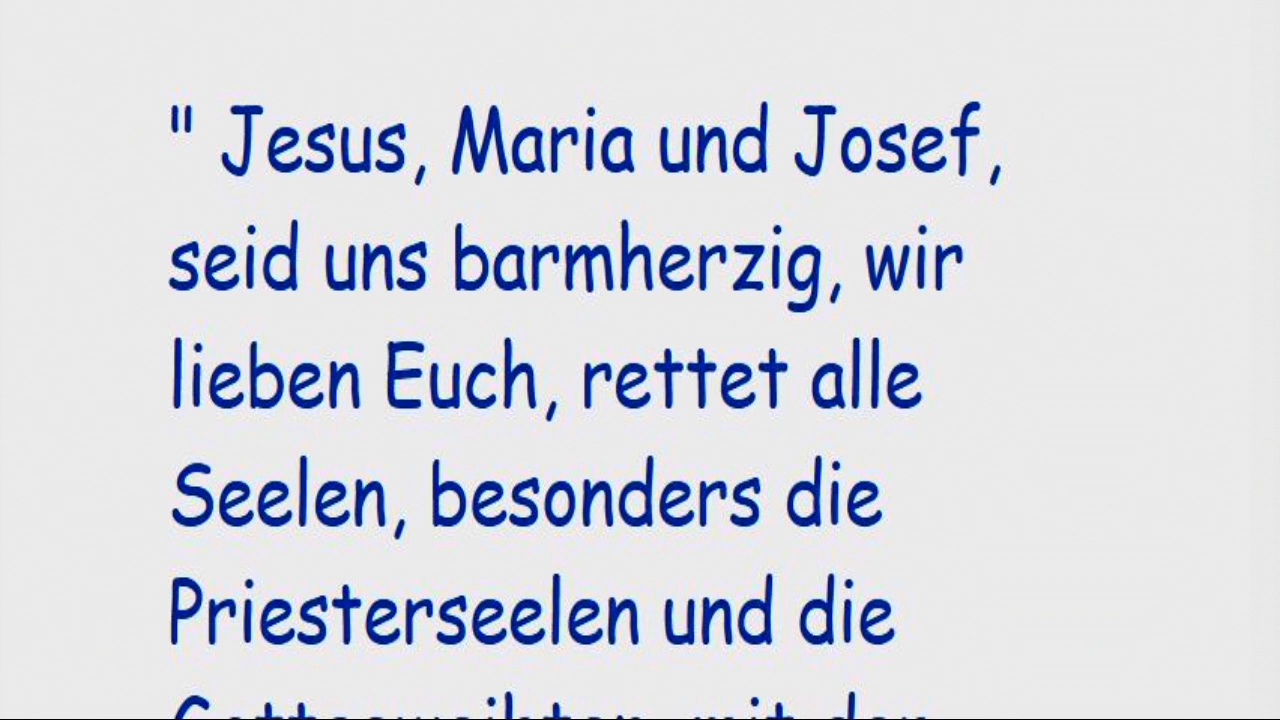 " Jesus, Maria und Josef,
seid uns barmherzig, wir
lieben Euch, rettet alle
Seelen, besonders die
Priesterseelen und die